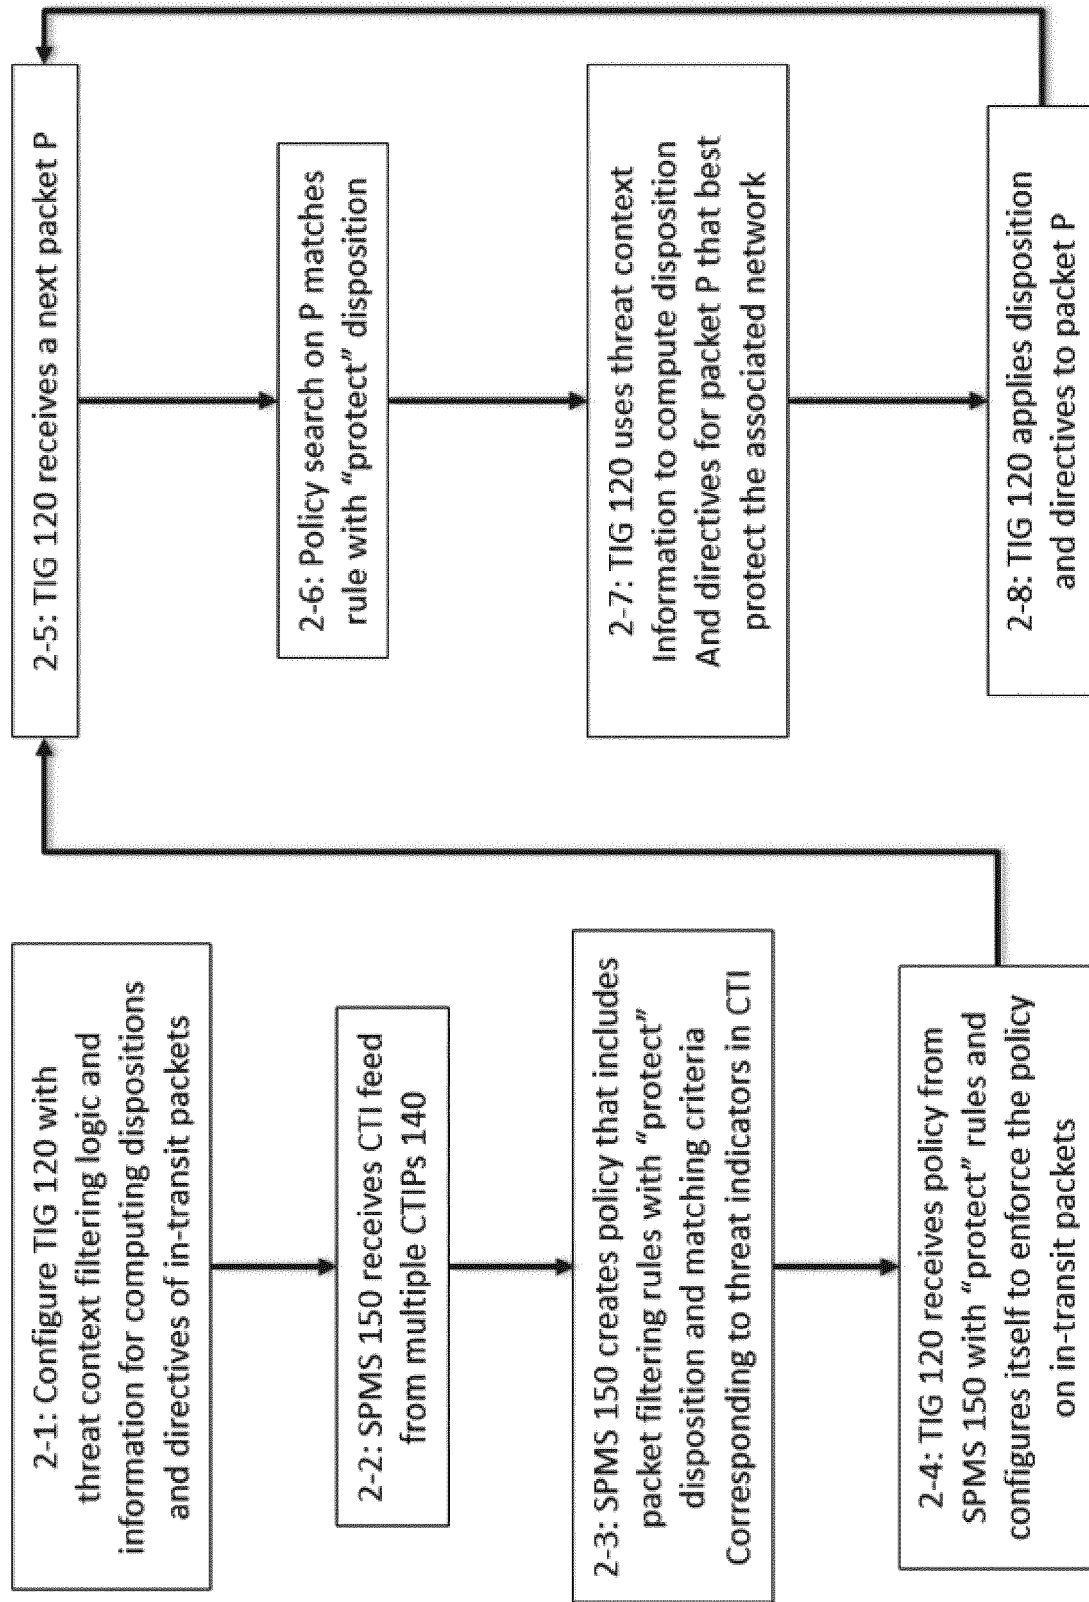 2-1: Configure TIG 120 with
threat context filtering logic and
information for computing dispositions
and directives of in-transit packets
2-2: SPMS 150 receives CTI feed
from multiple CTIPs 140
2-3: SPMS 150 creates policy that includes
packet filtering rules with “protect”
disposition and matching criteria
Corresponding to threat indicators in CTI
2-4: TIG 120 receives policy from
SPMS 150 with “protect” rules and
configures itself to enforce the policy
on in-transit packets
2-5: TIG 120 receives a next packet P
2-6: Policy search on P matches
rule with “protect” disposition
2-7: TIG 120 uses threat context
Information to compute disposition
And directives for packet P that best
protect the associated network
2-8: TIG 120 applies disposition
and directives to packet P